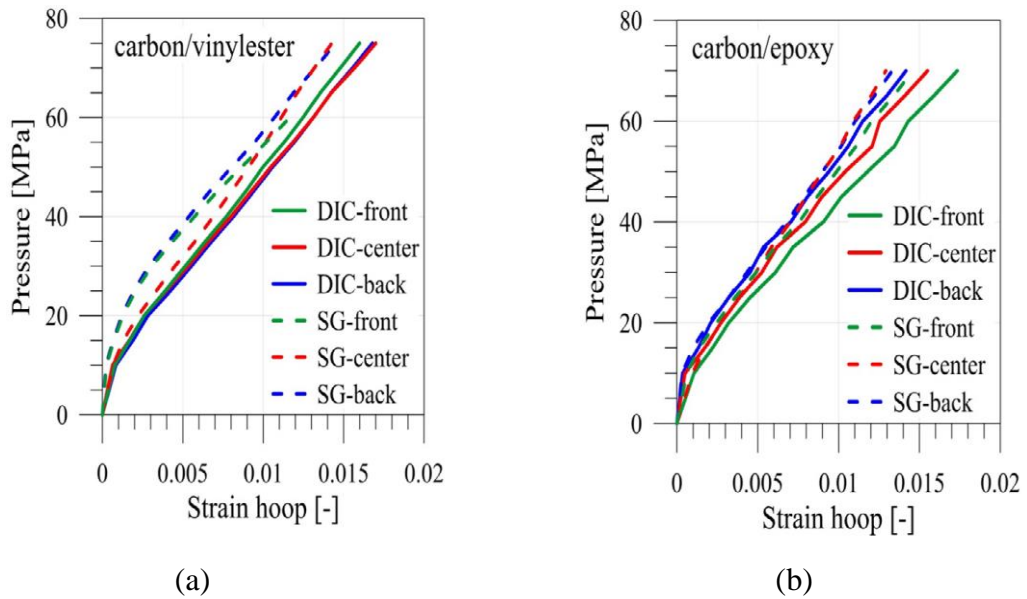 carbon/vinylester
Pressure [MPa]
80
60
40
20
0
DIC-front
DIC-center
DIC-back
SG-front
SG-center
SG-back
0 0.005 0.01 0.015 0.02
Strain hoop [-]
(a)
carbon/epoxy
Pressure [MPa]
80
60
40
20
0
DIC-front
DIC-center
DIC-back
SG-front
SG-center
SG-back
0 0.005 0.01 0.015 0.02
Strain hoop [-]
(b)